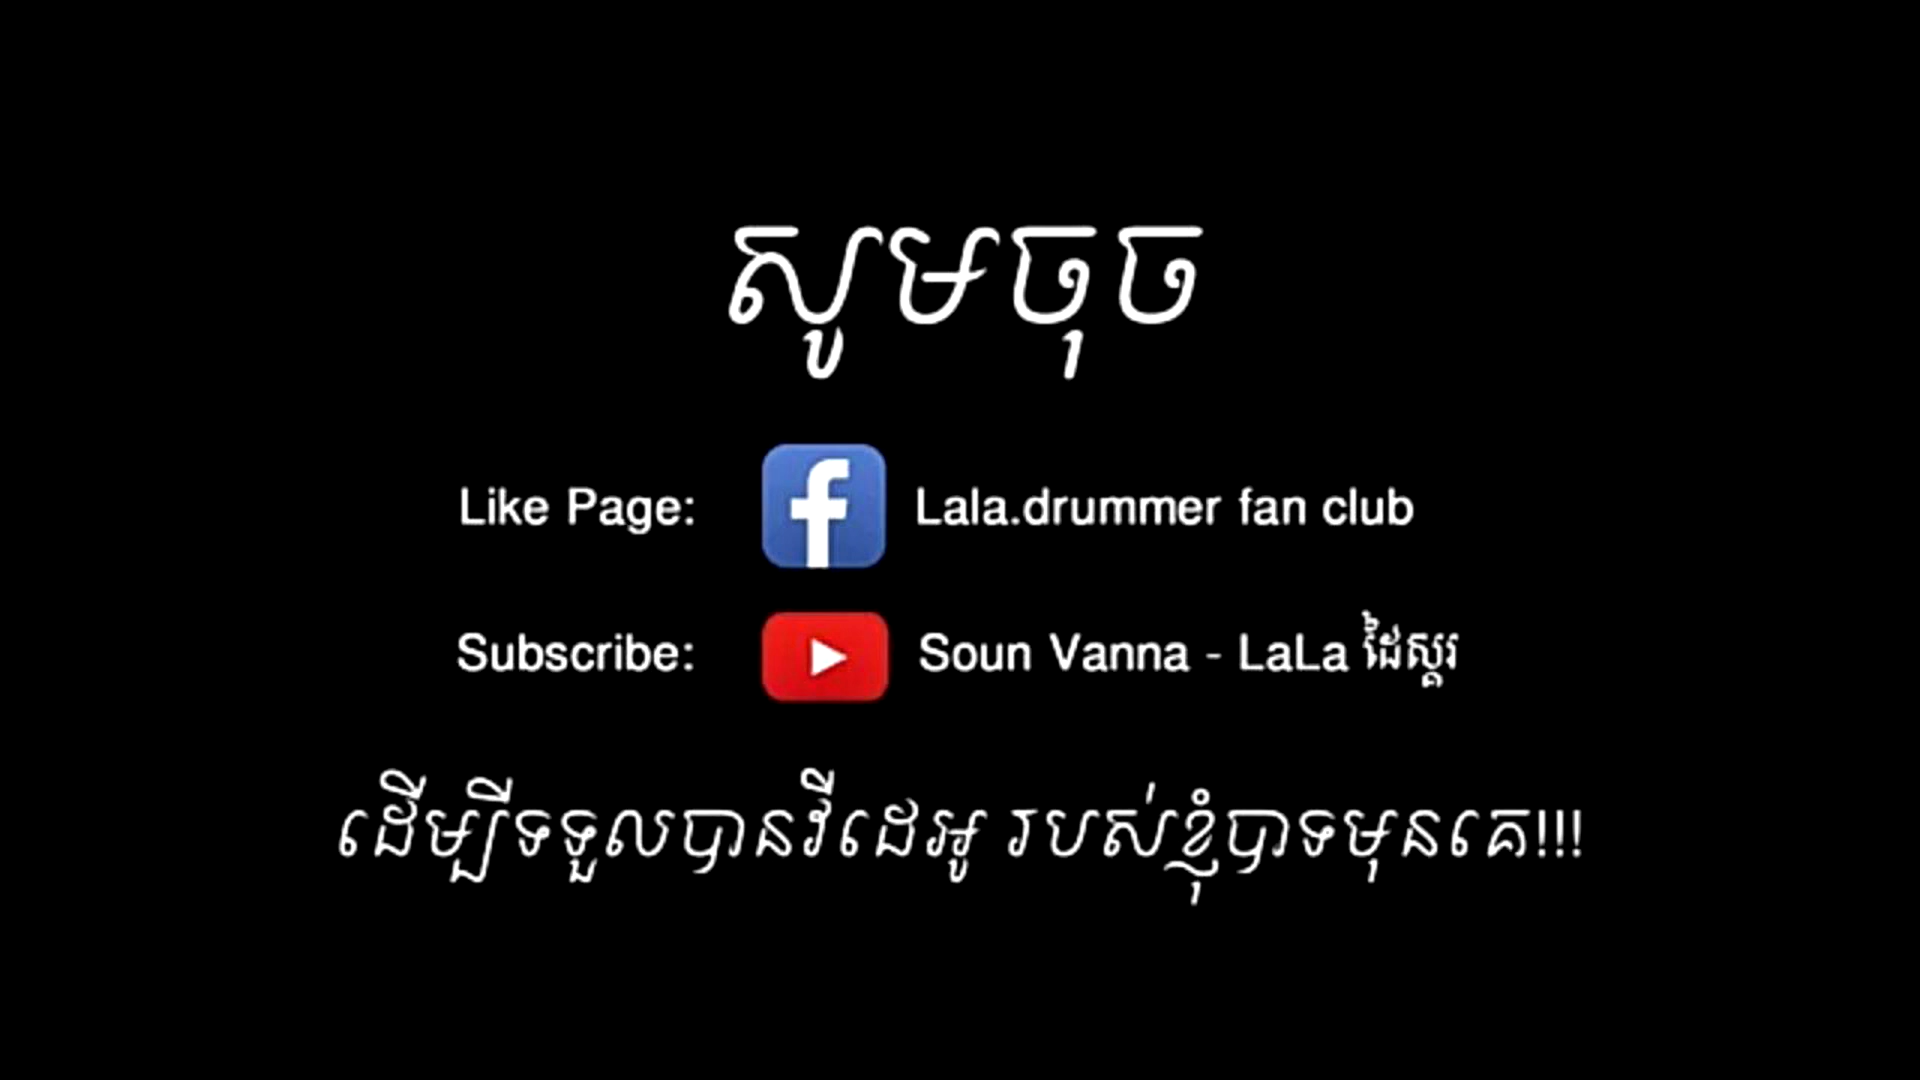 សូមចុច
Like Page: Lala.drummer fan club
Subscribe: Soun Vanna - LaLa ដៃស្គរ
ដើម្បីទទួលបានវីដេអូ របស់ខ្ញុំបាទមុនគេ!!!